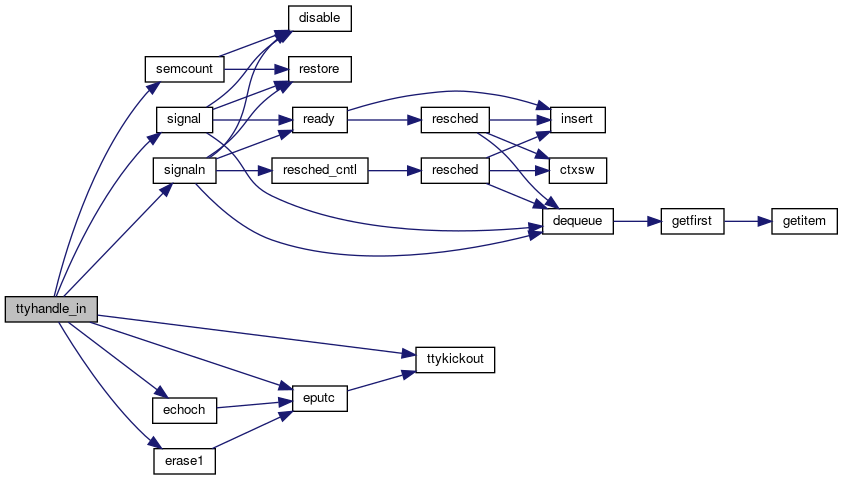 disable
semcount
restore
signal
ready
resched
insert
signaln
resched_cntl
resched
ctxsw
dequeue
getfirst
getitem
ttyhandle_in
ttykickout
eputc
echoch
erase1